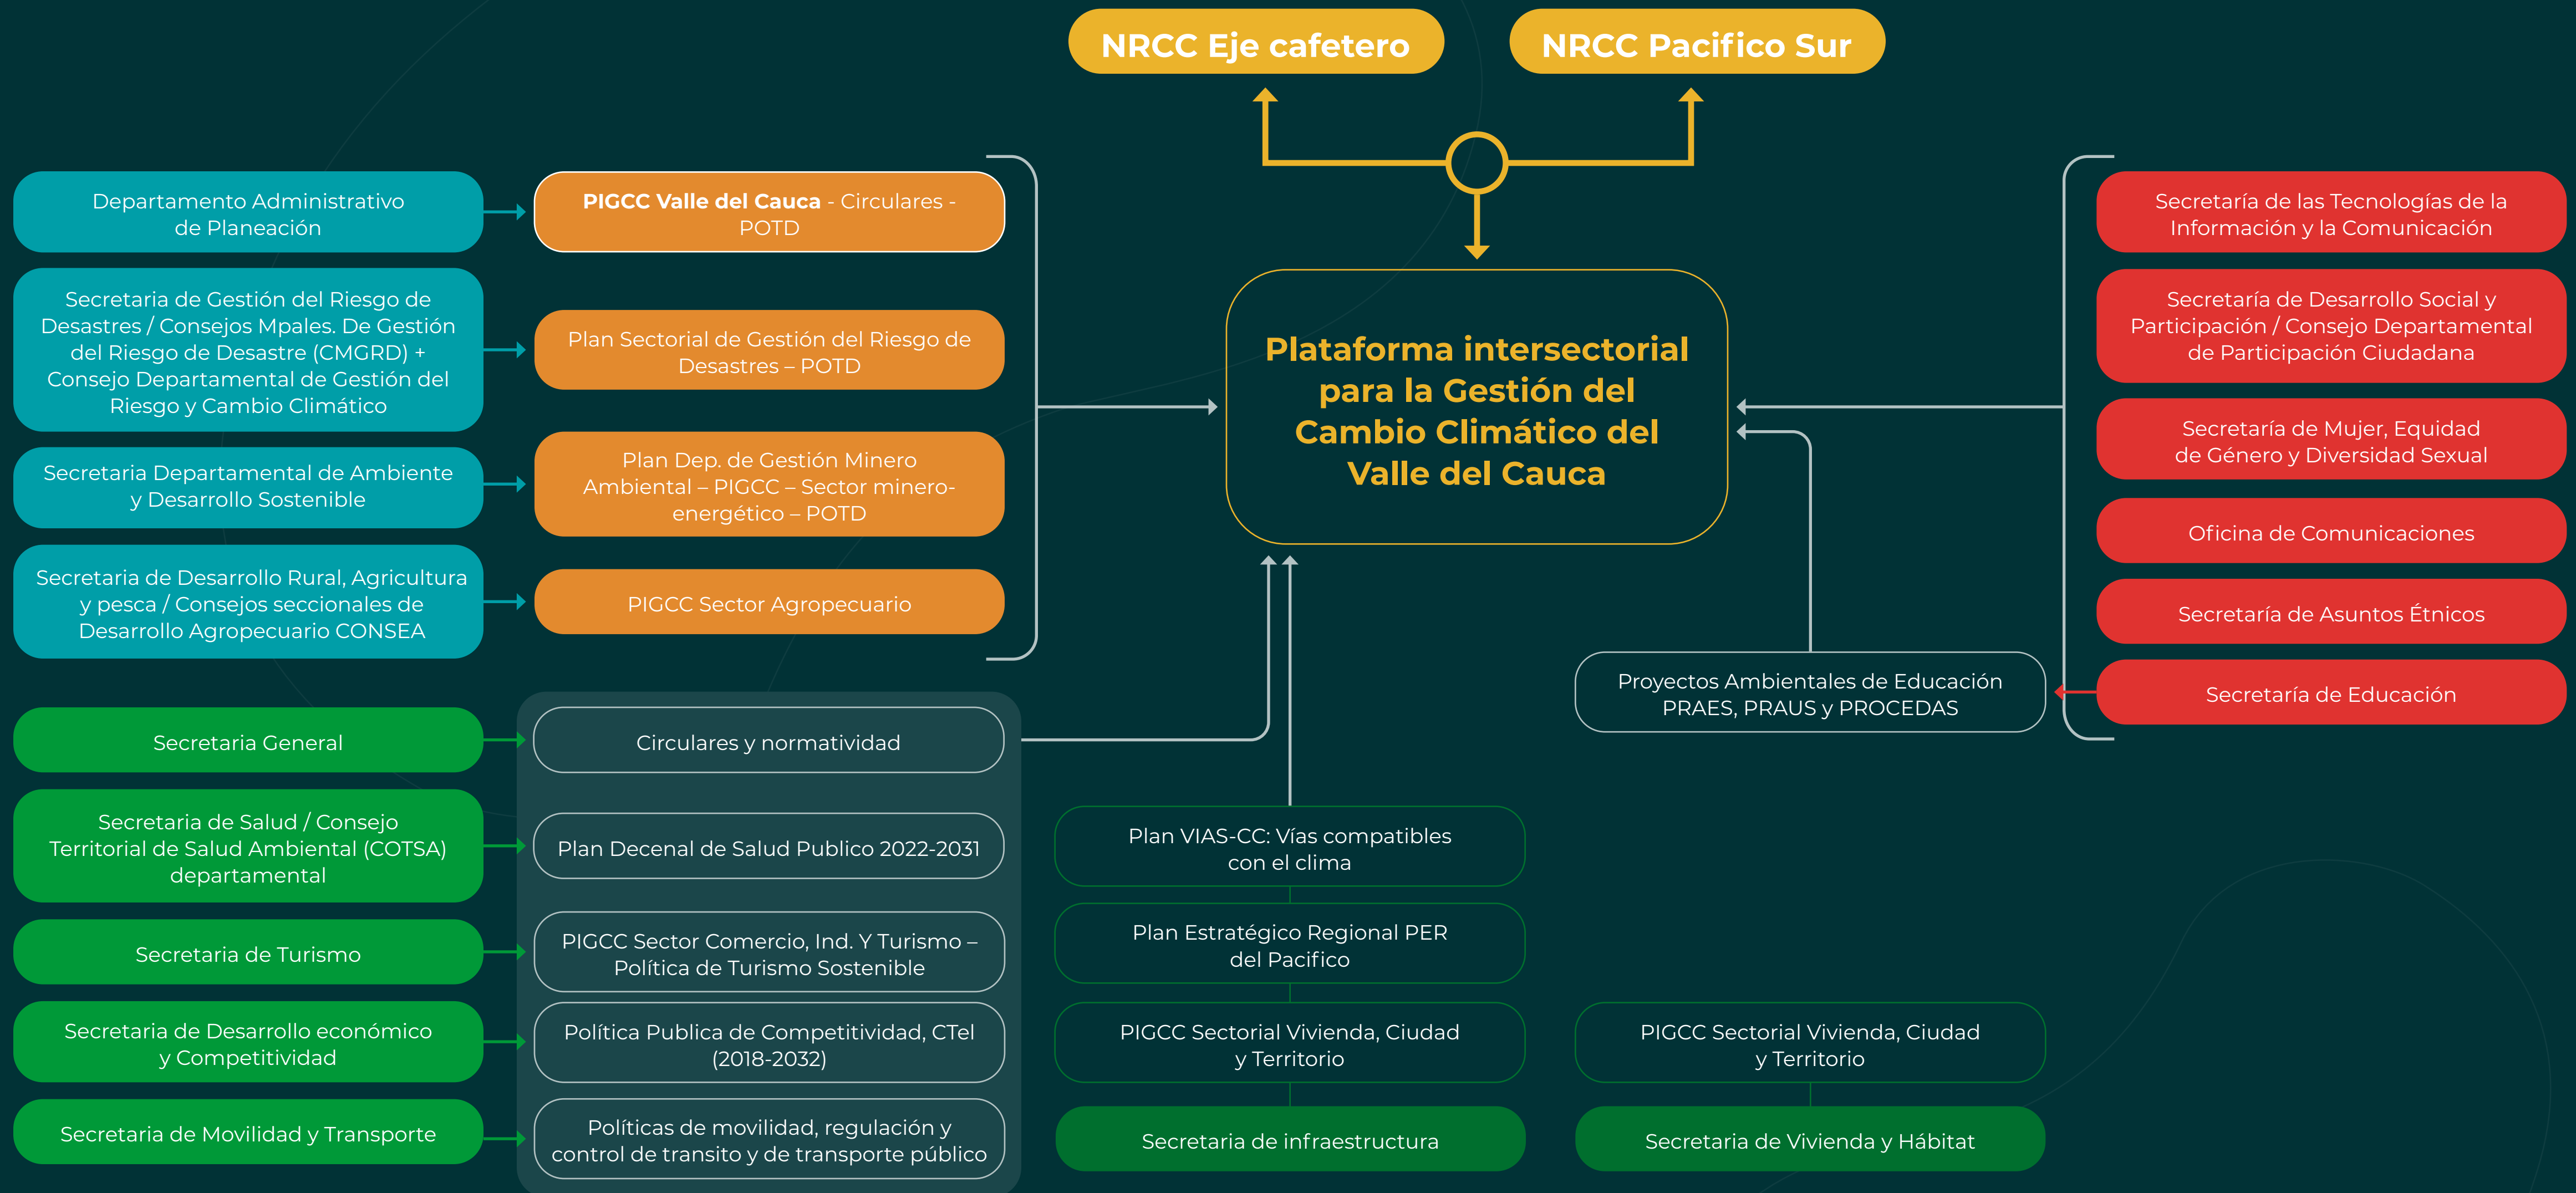 NRCC Eje cafetero
NRCC Pacifico Sur
Departamento Administrativo
de Planeación
PIGCC Valle del Cauca - Circulares -
POTD
Secretaria de Gestión del Riesgo de
Desastres / Consejos Mpales. De Gestión
del Riesgo de Desastre (CMGRD) +
Consejo Departamental de Gestión del
Riesgo y Cambio Climático
Plan Sectorial de Gestión del Riesgo de
Desastres – POTD
Secretaria Departamental de Ambiente
y Desarrollo Sostenible
Plan Dep. de Gestión Minero
Ambiental – PIGCC – Sector minero-
energético – POTD
Secretaria de Desarrollo Rural, Agricultura
y pesca / Consejos seccionales de
Desarrollo Agropecuario CONSEA
PIGCC Sector Agropecuario
Plataforma intersectorial
para la Gestión del
Cambio Climático del
Valle del Cauca
Secretaría de las Tecnologías de la
Información y la Comunicación
Secretaría de Desarrollo Social y
Participación / Consejo Departamental
de Participación Ciudadana
Secretaría de Mujer, Equidad
de Género y Diversidad Sexual
Oficina de Comunicaciones
Secretaría de Asuntos Étnicos
Secretaría de Educación
Proyectos Ambientales de Educación
PRAES, PRAUS y PROCEDAS
Secretaria General
Circulares y normatividad
Secretaria de Salud / Consejo
Territorial de Salud Ambiental (COTSA)
departamental
Plan Decenal de Salud Publico 2022-2031
Secretaria de Turismo
PIGCC Sector Comercio, Ind. Y Turismo –
Política de Turismo Sostenible
Secretaria de Desarrollo económico
y Competitividad
Política Publica de Competitividad, CTel
(2018-2032)
Secretaria de Movilidad y Transporte
Políticas de movilidad, regulación y
control de transito y de transporte público
Plan VIAS-CC: Vías compatibles
con el clima
Plan Estratégico Regional PER
del Pacifico
PIGCC Sectorial Vivienda, Ciudad
y Territorio
Secretaria de infraestructura
PIGCC Sectorial Vivienda, Ciudad
y Territorio
Secretaria de Vivienda y Hábitat